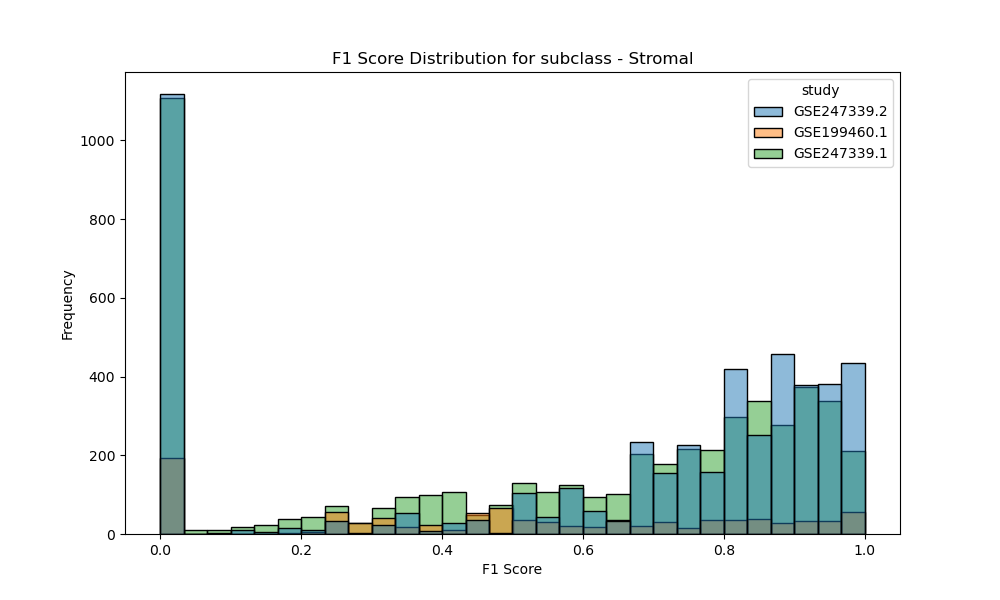 F1 Score Distribution for subclass - Stromal
study
GSE247339.2
GSE199460.1
GSE247339.1
1000
800
600
400
200
0
Frequency
0.0 0.2 0.4 0.6 0.8 1.0
F1 Score